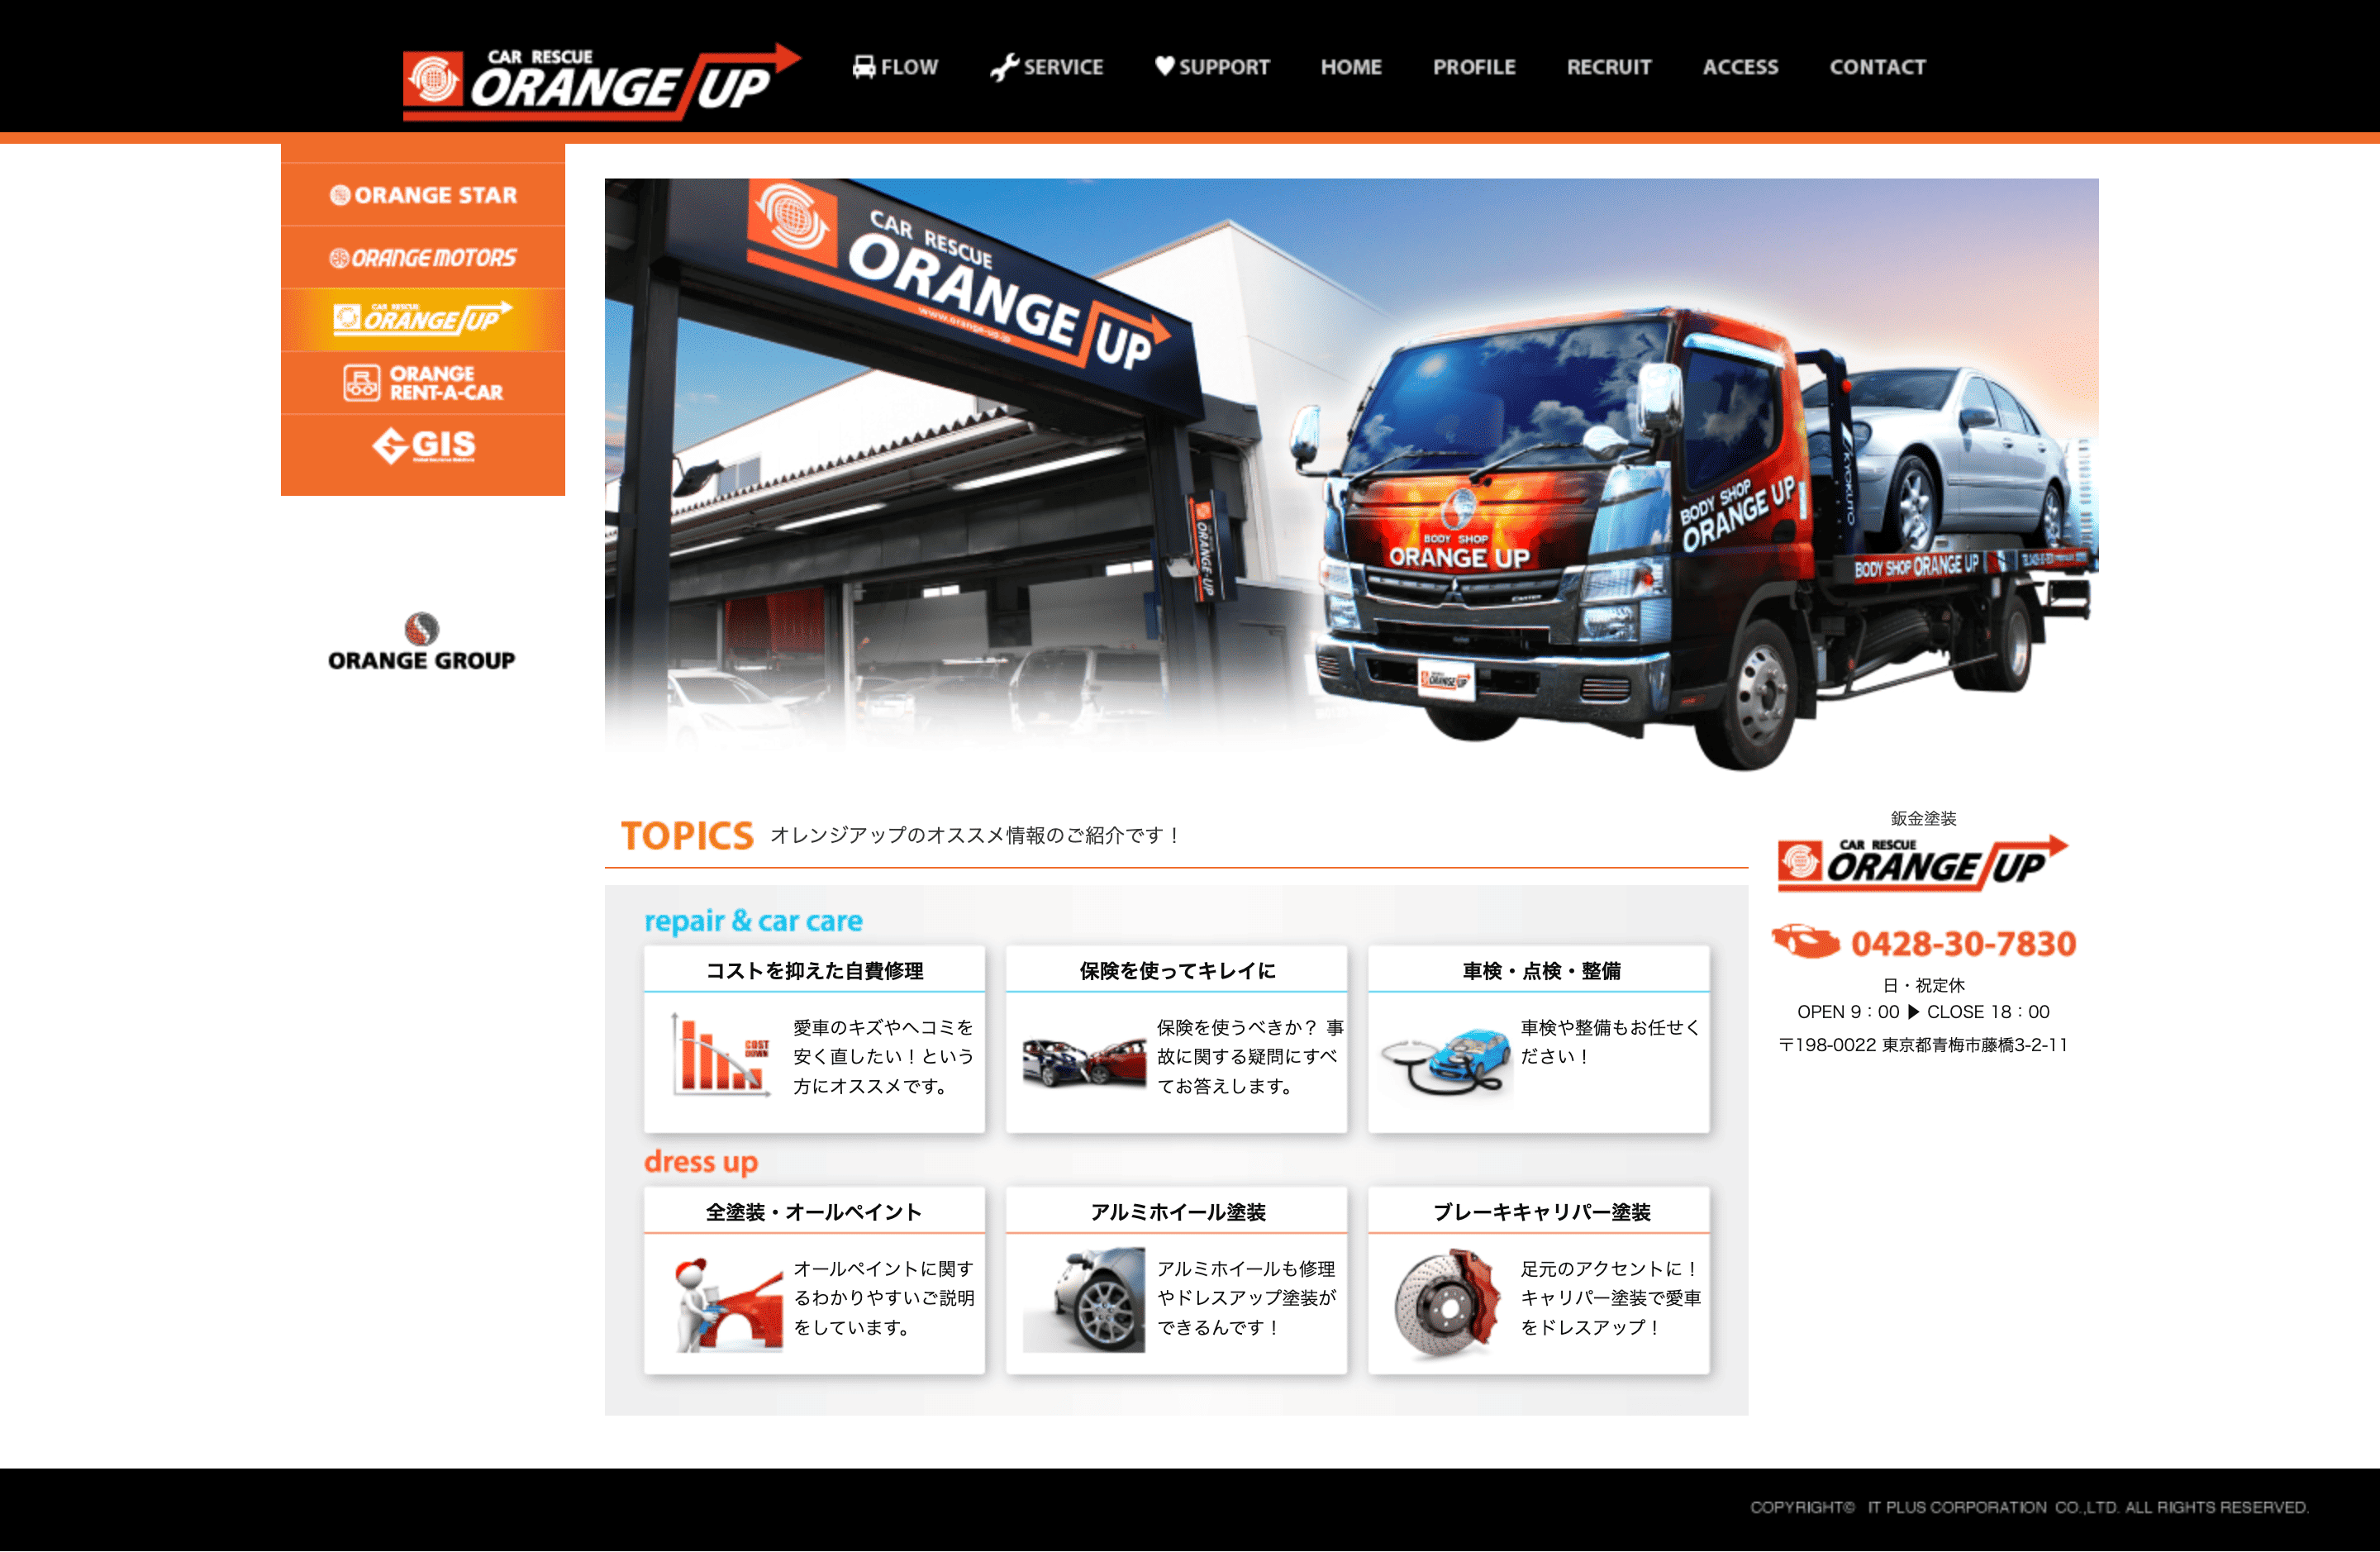 CAR RESCUE
ORANGE UP
FLOW
SERVICE
SUPPORT
HOME
PROFILE
RECRUIT
ACCESS
CONTACT
ORANGE STAR
ORANGE MOTORS
CAR RESCUE
ORANGE UP
ORANGE
RENT-A-CAR
GIS
ORANGE GROUP
CAR RESCUE
ORANGE UP
ORANGE-UP
BODY SHOP
ORANGE UP
BODY SHOP
ORANGE UP
KYOKUTO
BODY SHOP ORANGE UP
CANTER
ORANGE UP
TOPICS オレンジアップのオススメ情報のご紹介です！
repair & car care
コストを抑えた自費修理
COST
DOWN
愛車のキズやヘコミを
安く直したい！という
方にオススメです。
保険を使ってキレイに
保険を使うべきか？ 事
故に関する疑問にすべ
てお答えします。
車検・点検・整備
車検や整備もお任せく
ださい！
dress up
全塗装・オールペイント
オールペイントに関す
るわかりやすいご説明
をしています。
アルミホイール塗装
アルミホイールも修理
やドレスアップ塗装が
できるんです！
ブレーキキャリパー塗装
足元のアクセントに！
キャリパー塗装で愛車
をドレスアップ！
鈑金塗装
CAR RESCUE
ORANGE UP
0428-30-7830
日・祝定休
OPEN 9：00 ▶ CLOSE 18：00
〒198-0022 東京都青梅市藤橋3-2-11
COPYRIGHT© IT PLUS CORPORATION CO.,LTD. ALL RIGHTS RESERVED.